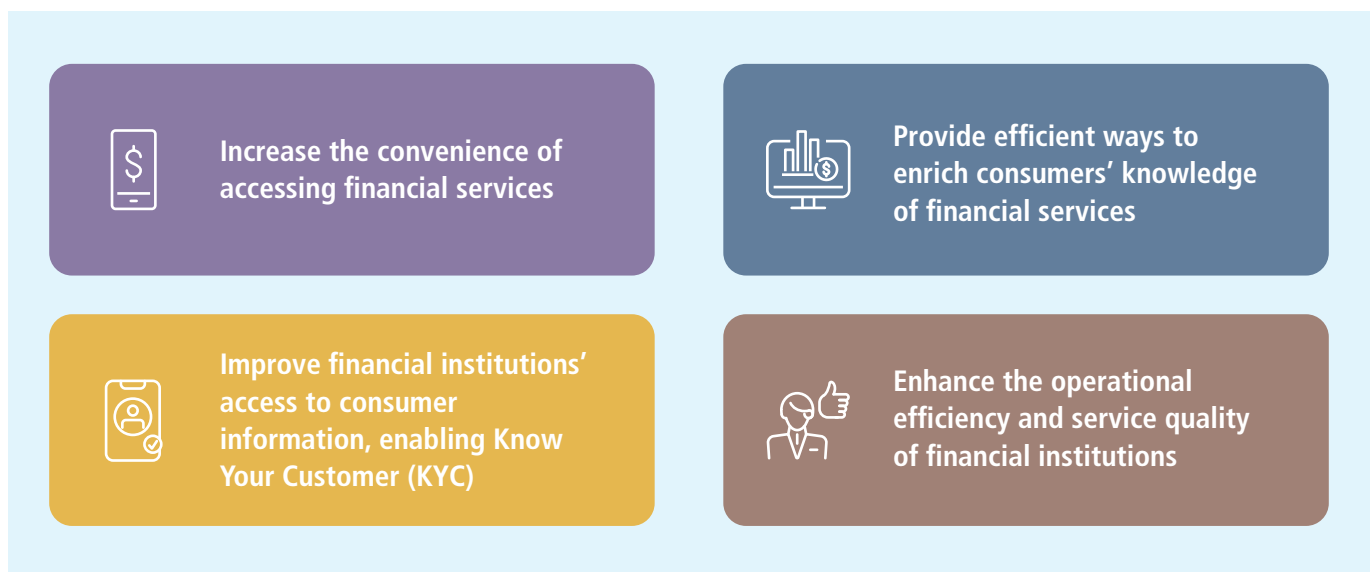 Increase the convenience of
accessing financial services
Provide efficient ways to
enrich consumers’ knowledge
of financial services
Improve financial institutions’
access to consumer
information, enabling Know
Your Customer (KYC)
Enhance the operational
efficiency and service quality
of financial institutions